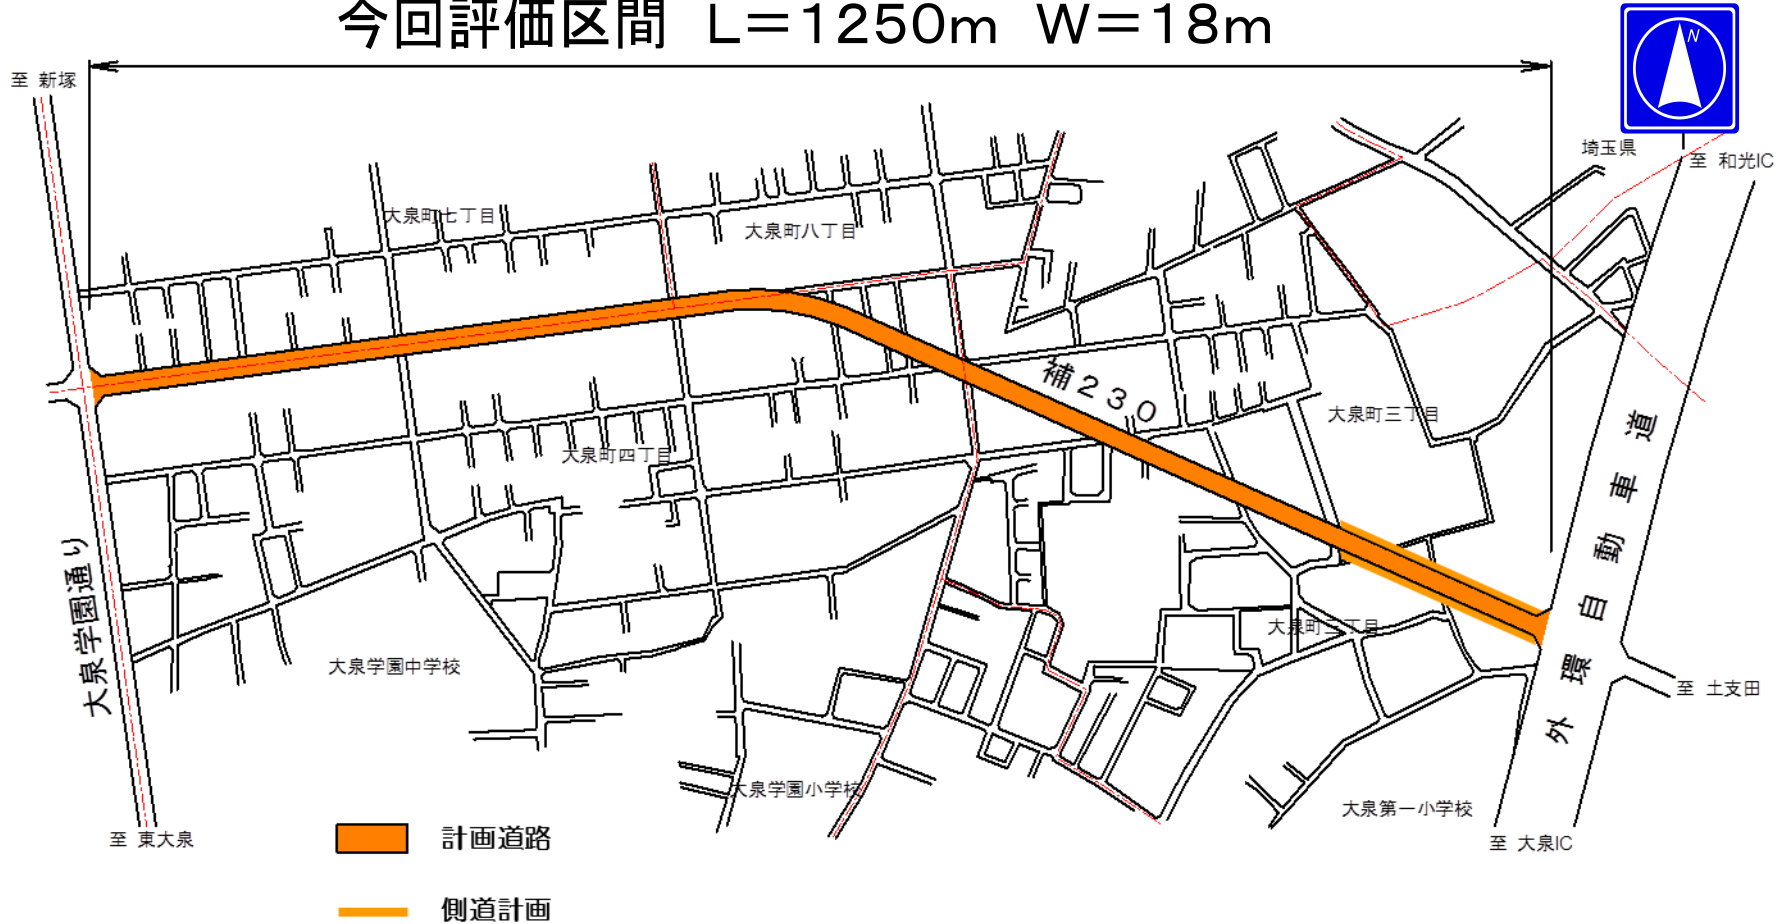 今回評価区間 L＝1250m W＝18m
N
至 新塚
埼玉県
至 和光IC
大泉町七丁目
大泉町八丁目
補２３０
大泉町三丁目
大泉町四丁目
外環自動車道
大泉学園通り
大泉町二丁目
大泉学園中学校
至 土支田
大泉学園小学校
大泉第一小学校
至 東大泉
至 大泉IC
計画道路
側道計画